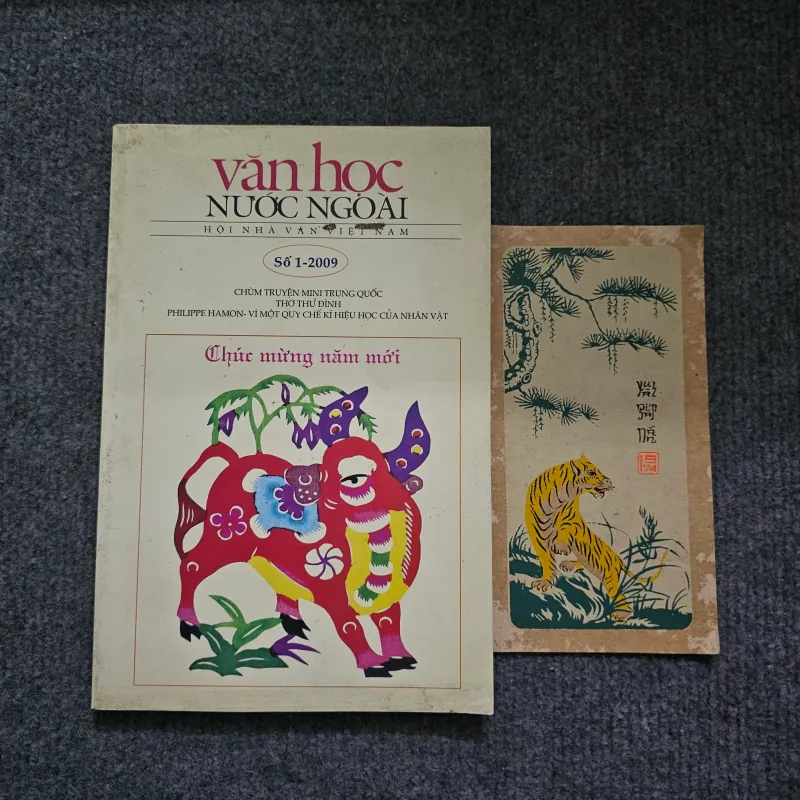 văn học
NƯỚC NGOÀI
HỘI NHÀ VĂN VIỆT NAM
Số 1-2009
CHÙM TRUYỆN MINI TRUNG QUỐC
THƠ THƯ ĐÌNH
PHILIPPE HAMON- VÌ MỘT QUY CHẾ KÍ HIỆU HỌC CỦA NHÂN VẬT
Chúc mừng năm mới